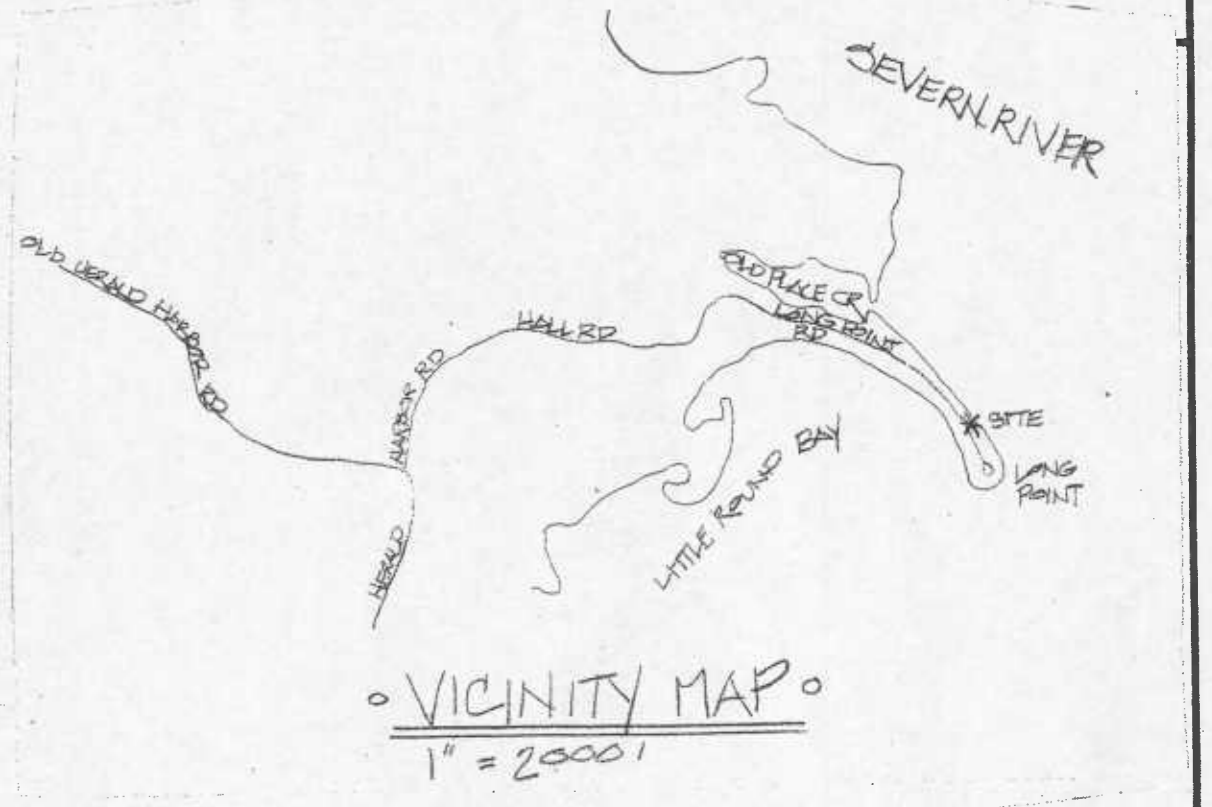 SEVERN RIVER
OLD HERALD HARBOR RD
OLD PLACE CR
LONG POINT
RD
HALL RD
HARBOR RD
HERALD
SITE
LONG
POINT
LITTLE ROUND BAY
VICINITY MAP
1" = 2000'